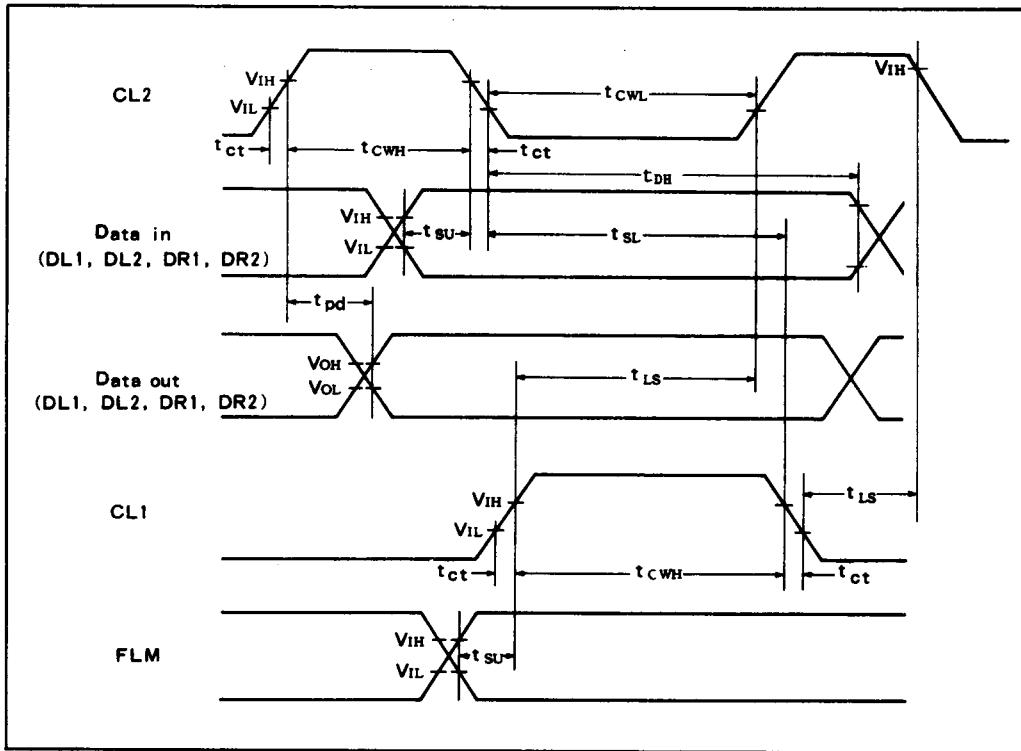 CL2
VIH
VIL
VIH
tct
tCWH
tct
tCWL
tDH
Data in
(DL1, DL2, DR1, DR2)
VIH
VIL
tSU
tSL
tpd
Data out
(DL1, DL2, DR1, DR2)
VOH
VOL
tLS
CL1
VIH
VIL
tLS
tct
tCWH
tct
FLM
VIH
VIL
tSU